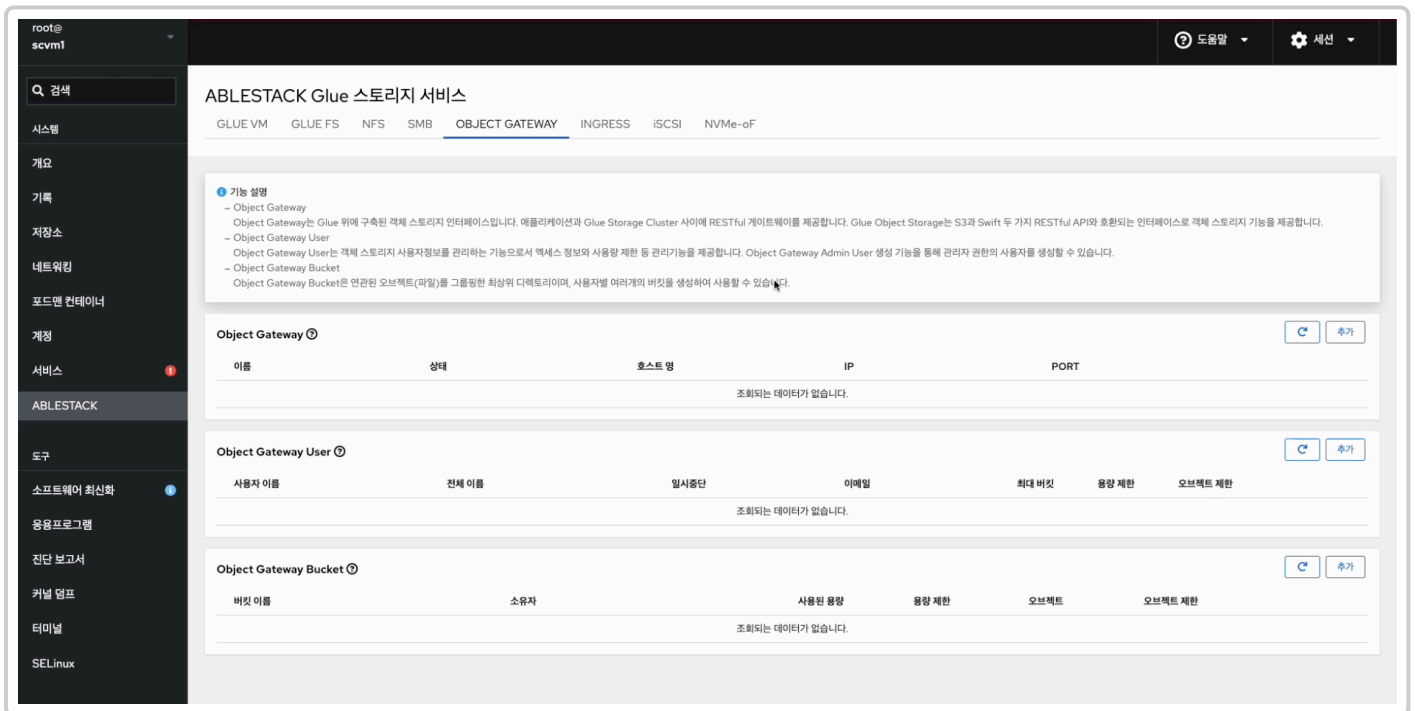 root@
scvm1
도움말
세션
검색
시스템
개요
기록
저장소
네트워킹
포드맨 컨테이너
계정
서비스
ABLESTACK
도구
소프트웨어 최신화
응용프로그램
진단 보고서
커널 덤프
터미널
SELinux
ABLESTACK Glue 스토리지 서비스
GLUE VM GLUE FS NFS SMB OBJECT GATEWAY INGRESS iSCSI NVMe-oF
기능 설명
– Object Gateway
Object Gateway는 Glue 위에 구축된 객체 스토리지 인터페이스입니다. 애플리케이션과 Glue Storage Cluster 사이에 RESTful 게이트웨이를 제공합니다. Glue Object Storage는 S3과 Swift 두 가지 RESTful API와 호환되는 인터페이스로 객체 스토리지 기능을 제공합니다.
– Object Gateway User
Object Gateway User는 객체 스토리지 사용자정보를 관리하는 기능으로서 엑세스 정보와 사용량 제한 등 관리기능을 제공합니다. Object Gateway Admin User 생성 기능을 통해 관리자 권한의 사용자를 생성할 수 있습니다.
– Object Gateway Bucket
Object Gateway Bucket은 연관된 오브젝트(파일)를 그룹핑한 최상위 디렉토리이며, 사용자별 여러개의 버킷을 생성하여 사용할 수 있습니다.
Object Gateway
추가
이름 상태 호스트 명 IP PORT
조회되는 데이터가 없습니다.
Object Gateway User
추가
사용자 이름 전체 이름 일시중단 이메일 최대 버킷 용량 제한 오브젝트 제한
조회되는 데이터가 없습니다.
Object Gateway Bucket
추가
버킷 이름 소유자 사용된 용량 용량 제한 오브젝트 오브젝트 제한
조회되는 데이터가 없습니다.